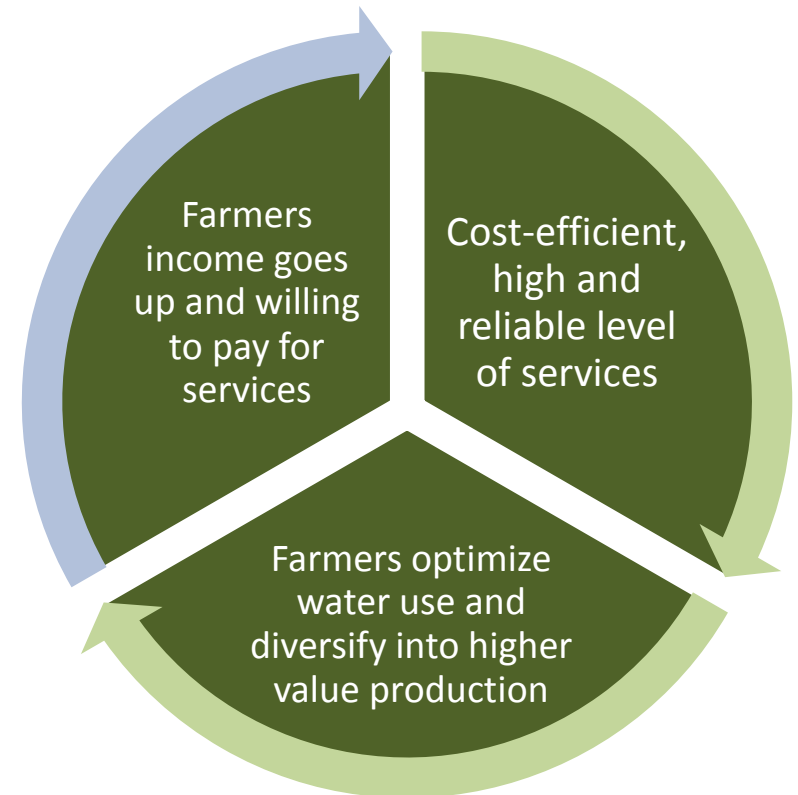 Farmers
income goes
up and willing
to pay for
services
Cost-efficient,
high and
reliable level
of services
Farmers optimize
water use and
diversify into higher
value production